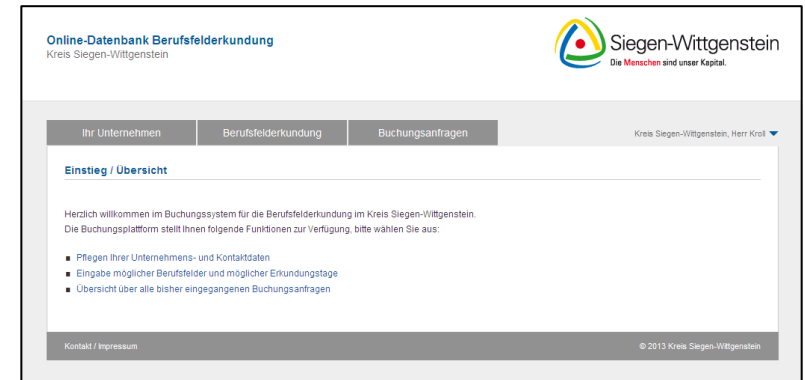 Online-Datenbank Berufsfelderkundung
Kreis Siegen-Wittgenstein
Siegen-Wittgenstein
Die Menschen sind unser Kapital.
Ihr Unternehmen
Berufsfelderkundung
Buchungsanfragen
Kreis Siegen-Wittgenstein, Herr Kroll
Einstieg / Übersicht
Herzlich willkommen im Buchungssystem für die Berufsfelderkundung im Kreis Siegen-Wittgenstein.
Die Buchungsplattform stellt Ihnen folgende Funktionen zur Verfügung, bitte wählen Sie aus:
Pflegen Ihrer Unternehmens- und Kontaktdaten
Eingabe möglicher Berufsfelder und möglicher Erkundungstage
Übersicht über alle bisher eingegangenen Buchungsanfragen
Kontakt / Impressum
© 2013 Kreis Siegen-Wittgenstein